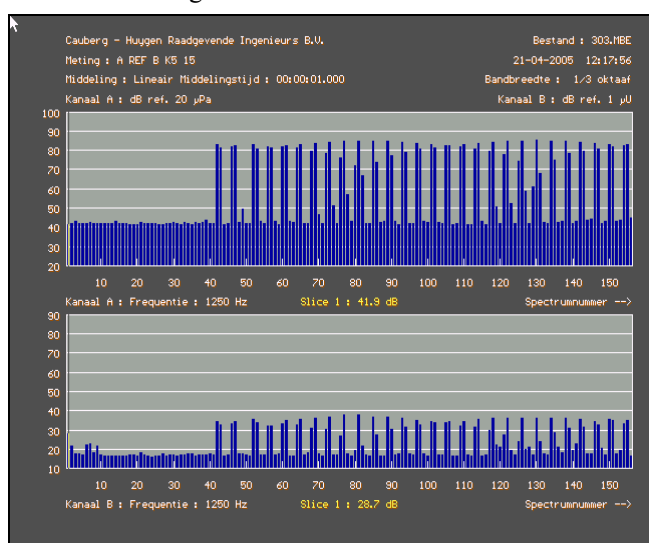 Cauberg - Huygen Raadgevende Ingenieurs B.V. Bestand : 303.MBE
Meting : A REF B K5 15 21-04-2005 12:17:56
Middeling : Lineair Middelingstijd : 00:00:01.000 Bandbreedte : 1/3 oktaaf
Kanaal A : dB ref. 20 µPa Kanaal B : dB ref. 1 µU
100
90
80
70
60
50
40
30
20
10 20 30 40 50 60 70 80 90 100 110 120 130 140 150
Kanaal A : Frequentie : 1250 Hz Slice 1 : 41.9 dB Spectrumnummer -->
90
80
70
60
50
40
30
20
10
10 20 30 40 50 60 70 80 90 100 110 120 130 140 150
Kanaal B : Frequentie : 1250 Hz Slice 1 : 28.7 dB Spectrumnummer -->